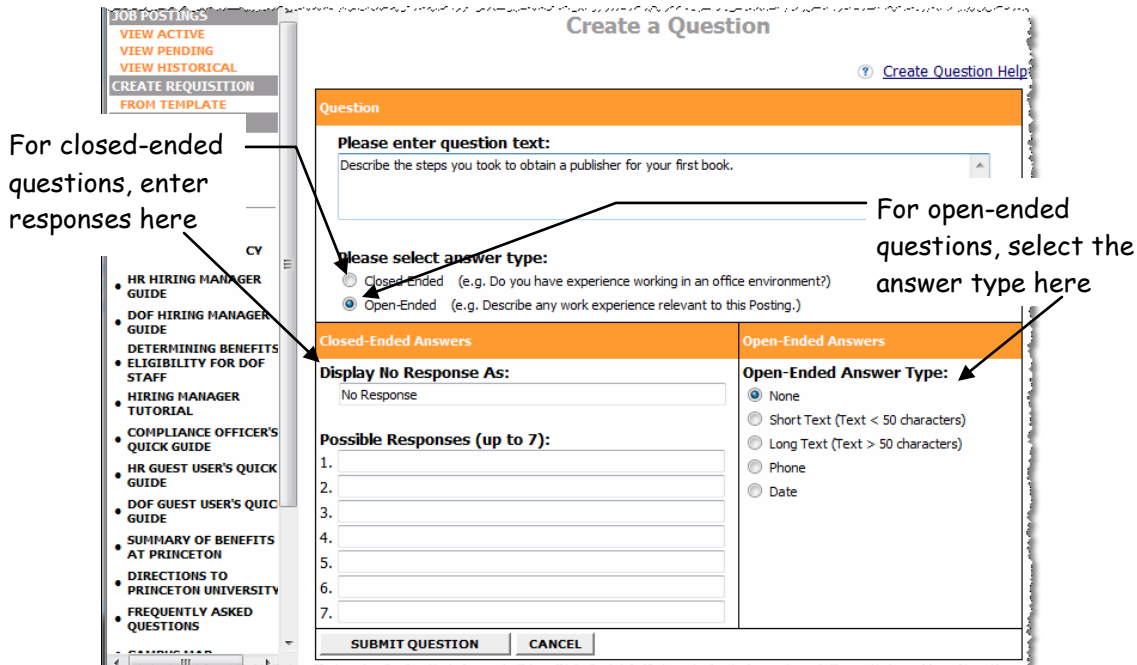 JOB POSTINGS
VIEW ACTIVE
VIEW PENDING
VIEW HISTORICAL
CREATE REQUISITION
FROM TEMPLATE
CY
• HR HIRING MANAGER
GUIDE
• DOF HIRING MANAGER
GUIDE
DETERMINING BENEFITS
• ELIGIBILITY FOR DOF
STAFF
• HIRING MANAGER
TUTORIAL
• COMPLIANCE OFFICER'S
QUICK GUIDE
• HR GUEST USER'S QUICK
GUIDE
• DOF GUEST USER'S QUIC
GUIDE
• SUMMARY OF BENEFITS
AT PRINCETON
• DIRECTIONS TO
PRINCETON UNIVERSITY
• FREQUENTLY ASKED
QUESTIONS
• CAMPUS MAP
For closed-ended
questions, enter
responses here
Create a Question
? Create Question Help
Question
Please enter question text:
Describe the steps you took to obtain a publisher for your first book.
For open-ended
questions, select the
answer type here
Please select answer type:
Closed-Ended (e.g. Do you have experience working in an office environment?)
Open-Ended (e.g. Describe any work experience relevant to this Posting.)
Closed-Ended Answers
Display No Response As:
No Response
Possible Responses (up to 7):
1.
2.
3.
4.
5.
6.
7.
Open-Ended Answers
Open-Ended Answer Type:
None
Short Text (Text < 50 characters)
Long Text (Text > 50 characters)
Phone
Date
SUBMIT QUESTION CANCEL